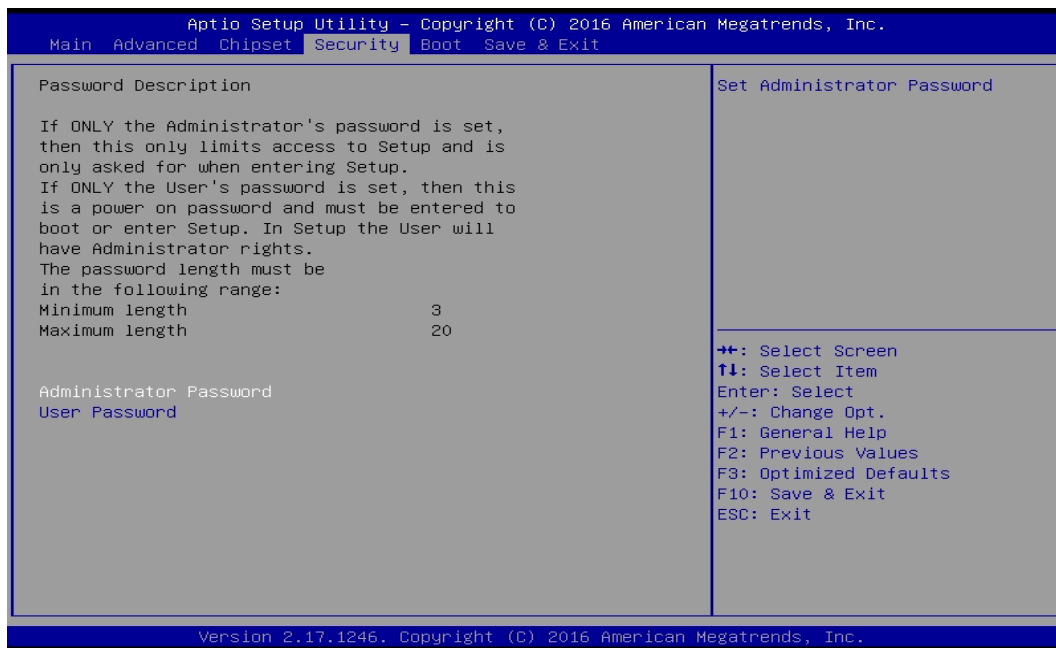 Aptio Setup Utility – Copyright (C) 2016 American Megatrends, Inc.
Main Advanced Chipset Security Boot Save & Exit
Password Description
If ONLY the Administrator's password is set,
then this only limits access to Setup and is
only asked for when entering Setup.
If ONLY the User's password is set, then this
is a power on password and must be entered to
boot or enter Setup. In Setup the User will
have Administrator rights.
The password length must be
in the following range:
Minimum length 3
Maximum length 20
Administrator Password
User Password
Set Administrator Password
→←: Select Screen
↑↓: Select Item
Enter: Select
+/-: Change Opt.
F1: General Help
F2: Previous Values
F3: Optimized Defaults
F10: Save & Exit
ESC: Exit
Version 2.17.1246. Copyright (C) 2016 American Megatrends, Inc.